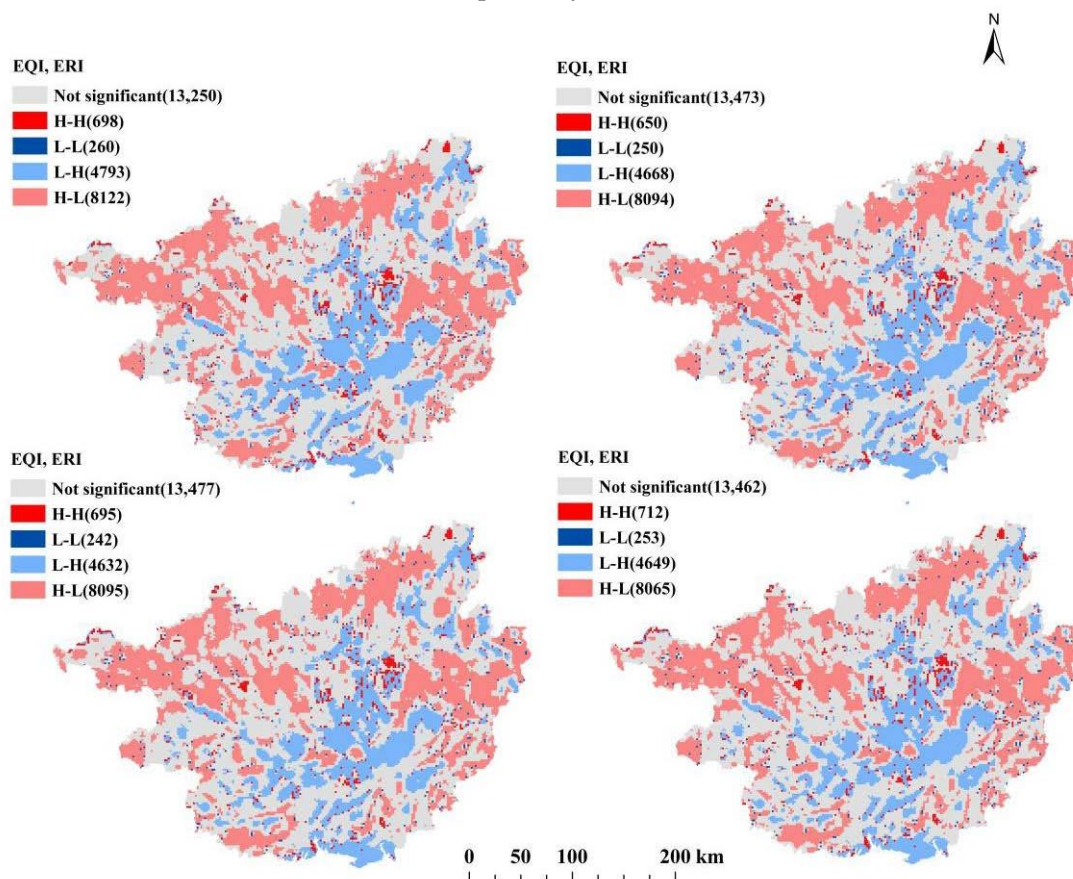 N
EQI, ERI
Not significant(13,250)
H-H(698)
L-L(260)
L-H(4793)
H-L(8122)
EQI, ERI
Not significant(13,473)
H-H(650)
L-L(250)
L-H(4668)
H-L(8094)
EQI, ERI
Not significant(13,477)
H-H(695)
L-L(242)
L-H(4632)
H-L(8095)
EQI, ERI
Not significant(13,462)
H-H(712)
L-L(253)
L-H(4649)
H-L(8065)
0 50 100 200 km